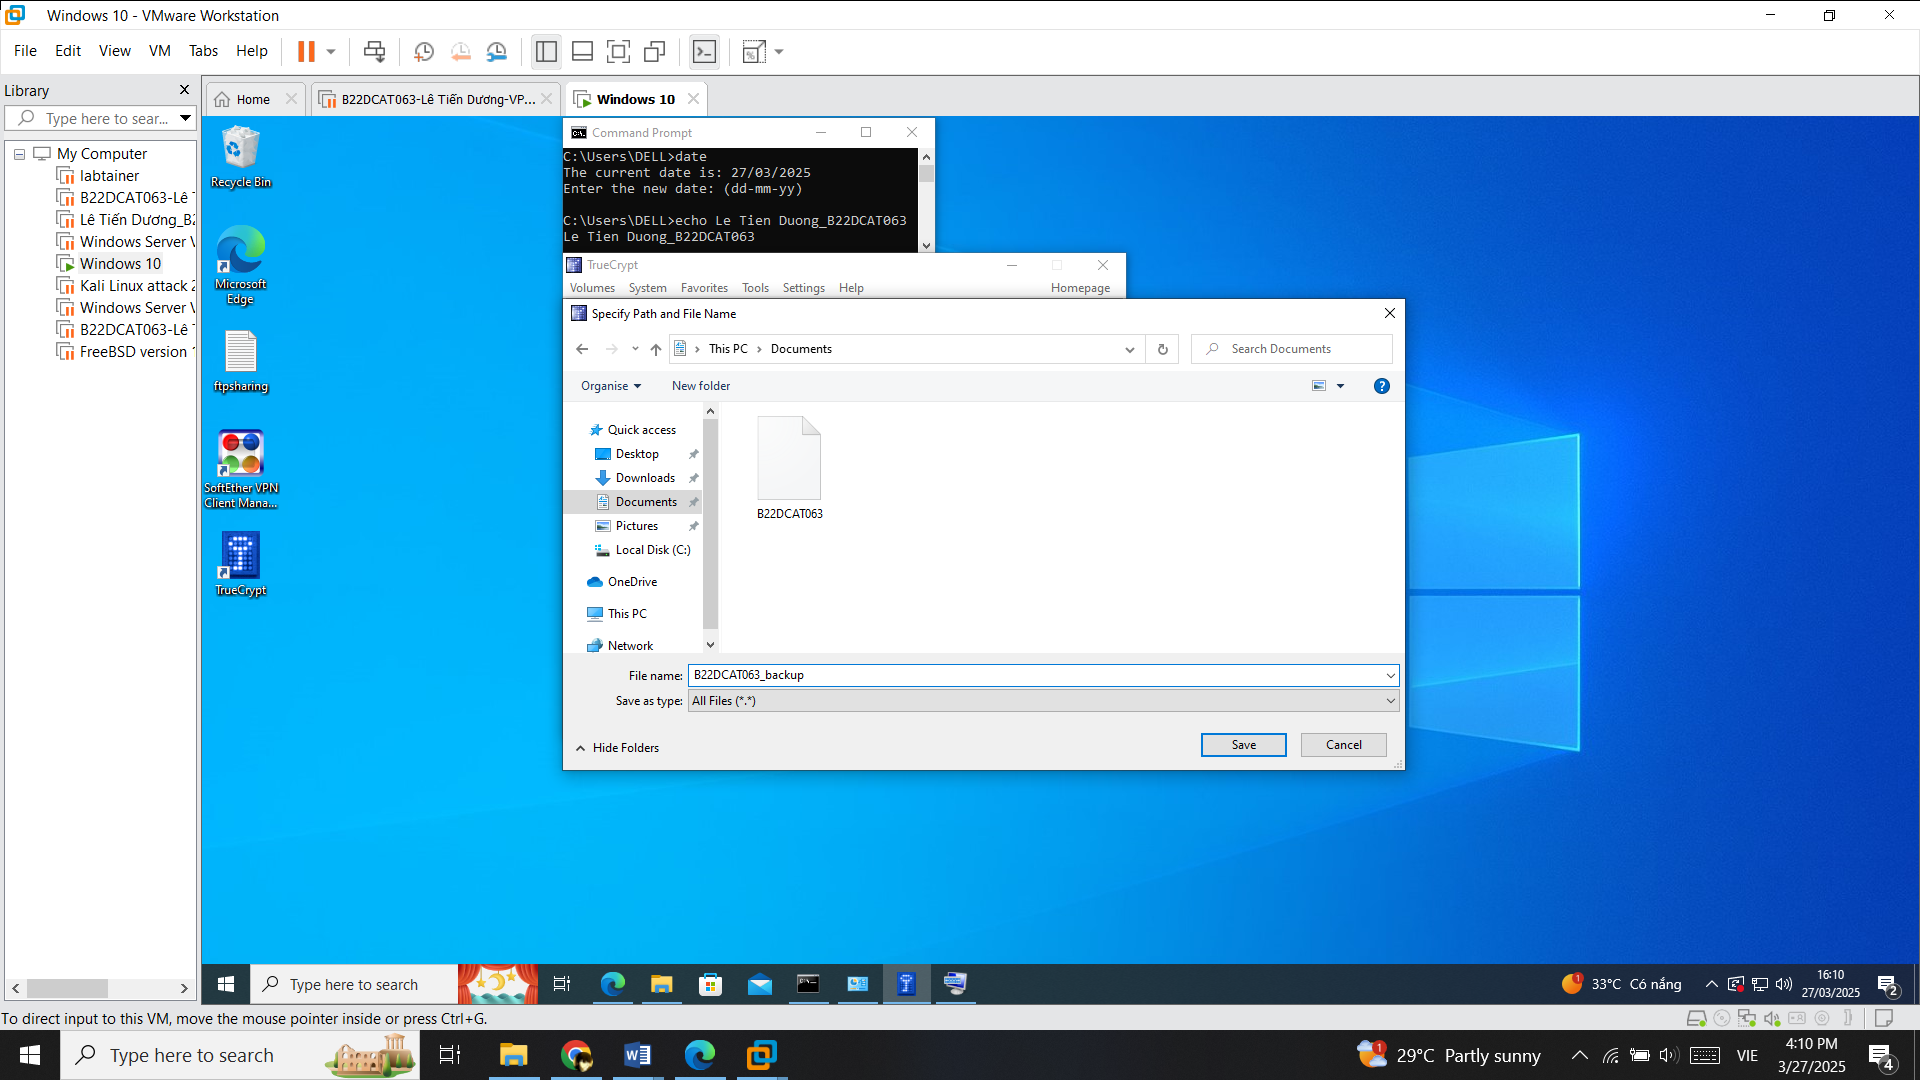 Windows 10 - VMware Workstation
File Edit View VM Tabs Help
Library
Type here to sear...
My Computer
labtainer
B22DCAT063-Lê
Lê Tiến Dương_B2
Windows Server V
Windows 10
Kali Linux attack 2
Windows Server V
B22DCAT063-Lê
FreeBSD version
Home
B22DCAT063-Lê Tiến Dương-VP...
Windows 10
Recycle Bin
Microsoft
Edge
ftpsharing
SoftEther VPN
Client Mana...
TrueCrypt
Command Prompt
C:\Users\DELL>date
The current date is: 27/03/2025
Enter the new date: (dd-mm-yy)
C:\Users\DELL>echo Le Tien Duong_B22DCAT063
Le Tien Duong_B22DCAT063
TrueCrypt
Volumes System Favorites Tools Settings Help Homepage
Specify Path and File Name
This PC > Documents
Search Documents
Organise
New folder
Quick access
Desktop
Downloads
Documents
Pictures
Local Disk (C:)
OneDrive
This PC
Network
B22DCAT063
File name: B22DCAT063_backup
Save as type: All Files (*.*)
Hide Folders
Save
Cancel
Type here to search
33°C Có nắng
16:10
27/03/2025
2
To direct input to this VM, move the mouse pointer inside or press Ctrl+G.
Type here to search
29°C Partly sunny
VIE
4:10 PM
3/27/2025
4